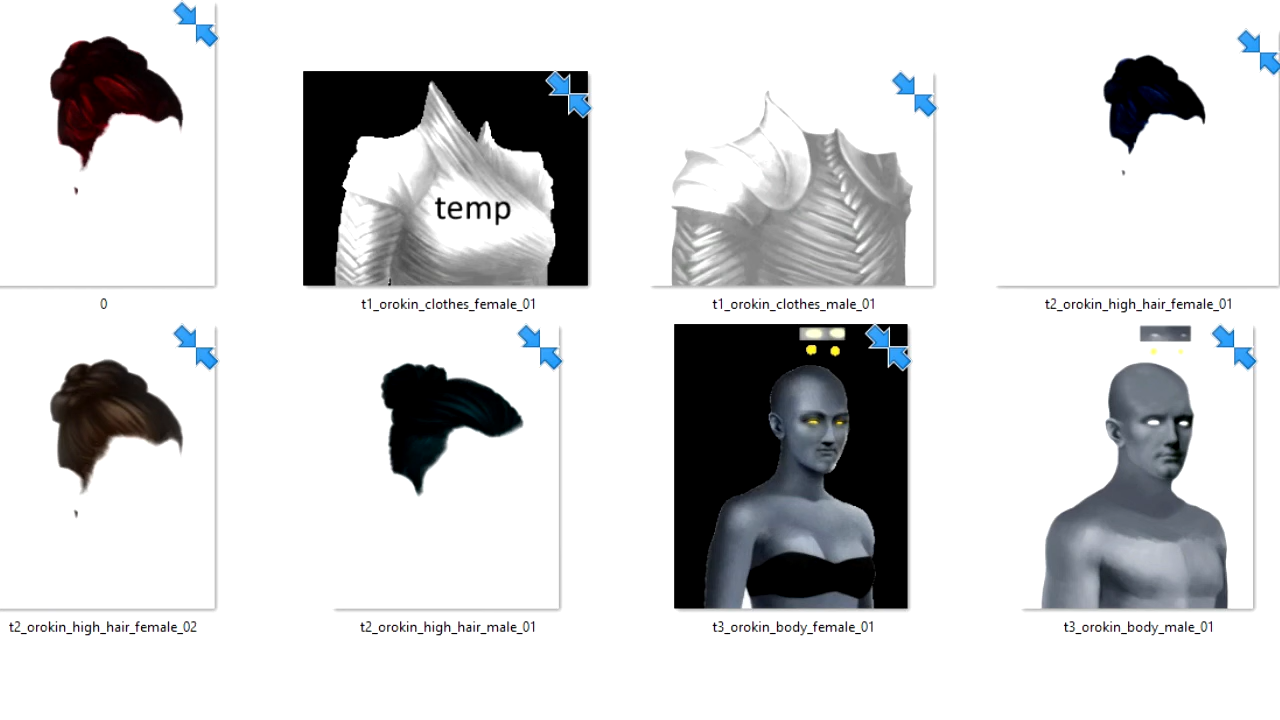 temp
0
t1_orokin_clothes_female_01
t1_orokin_clothes_male_01
t2_orokin_high_hair_female_01
t2_orokin_high_hair_female_02
t2_orokin_high_hair_male_01
t3_orokin_body_female_01
t3_orokin_body_male_01